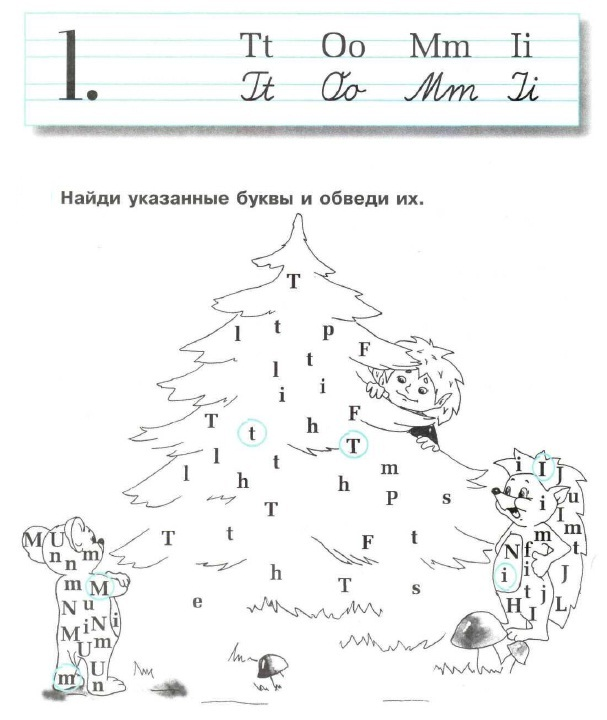 1.
Tt Oo Mm Ii
Tt Oo Mm Ii
Найди указанные буквы и обведи их.
T
l t p F
l t
i i
T t h F T
l t m
l h h P s
T
T t F t
h T s
e
M U m
n n
m M
N u
M i N i
U m
m U
n
i I J
i u
I
m m
N f t
i i J
t j
H I L